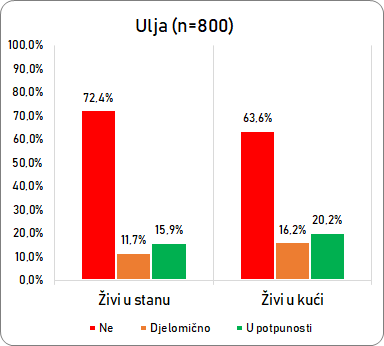 Ulja (n=800)
100,0%
90,0%
80,0%
70,0%
60,0%
50,0%
40,0%
30,0%
20,0%
10,0%
0,0%
72,4%
11,7%
15,9%
63,6%
16,2%
20,2%
Živi u stanu
Živi u kući
Ne
Djelomično
U potpunosti